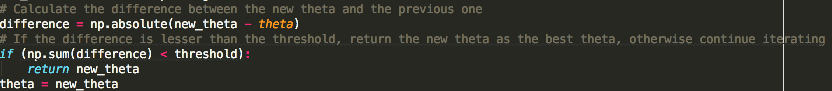 # Calculate the difference between the new theta and the previous one
difference = np.absolute(new_theta - theta)
# If the difference is lesser than the threshold, return the new theta as the best theta, otherwise continue iterating
if (np.sum(difference) < threshold):
    return new_theta
theta = new_theta